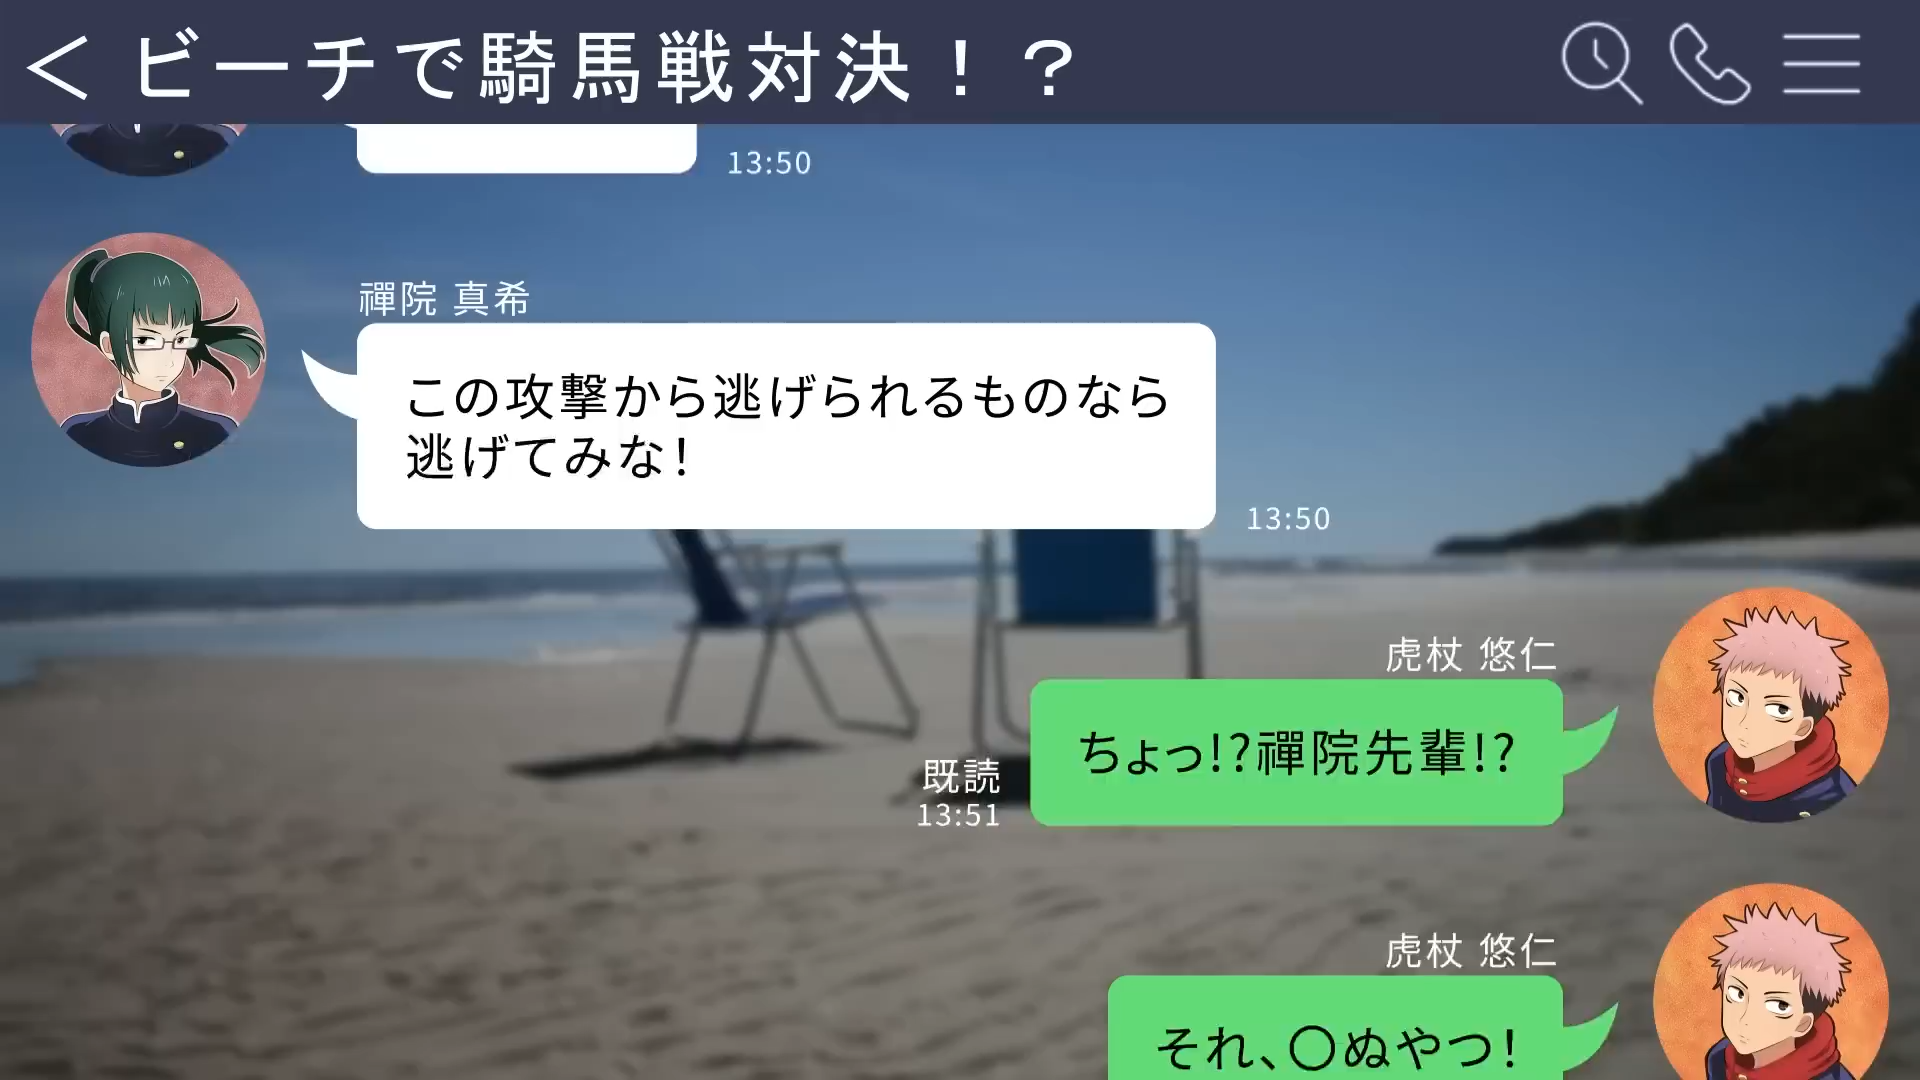 ＜ ビーチで騎馬戦対決！？
13:50
禪院 真希
この攻撃から逃げられるものなら
逃げてみな！
13:50
虎杖 悠仁
ちょっ!?禪院先輩!?
既読
13:51
虎杖 悠仁
それ、〇ぬやつ！